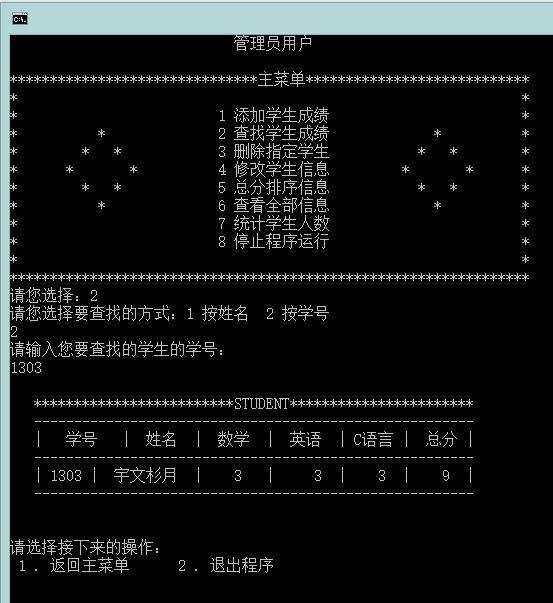 管理员用户
******************************主菜单******************************
* *
* 1 添加学生成绩 *
* * 2 查找学生成绩 * *
* * * 3 删除指定学生 * * *
* * * 4 修改学生信息 * * *
* * * 5 总分排序信息 * * *
* * 6 查看全部信息 * *
* 7 统计学生人数 *
* 8 停止程序运行 *
* *
*****************************************************************
请您选择：2
请您选择要查找的方式：1 按姓名 2 按学号
2
请输入您要查找的学生的学号：
1303
*************************STUDENT***********************
-------------------------------------------------------
| 学号 | 姓名 | 数学 | 英语 | C语言 | 总分 |
-------------------------------------------------------
| 1303 | 宇文杉月 | 3 | 3 | 3 | 9 |
-------------------------------------------------------
请选择接下来的操作：
1 . 返回主菜单 2 . 退出程序